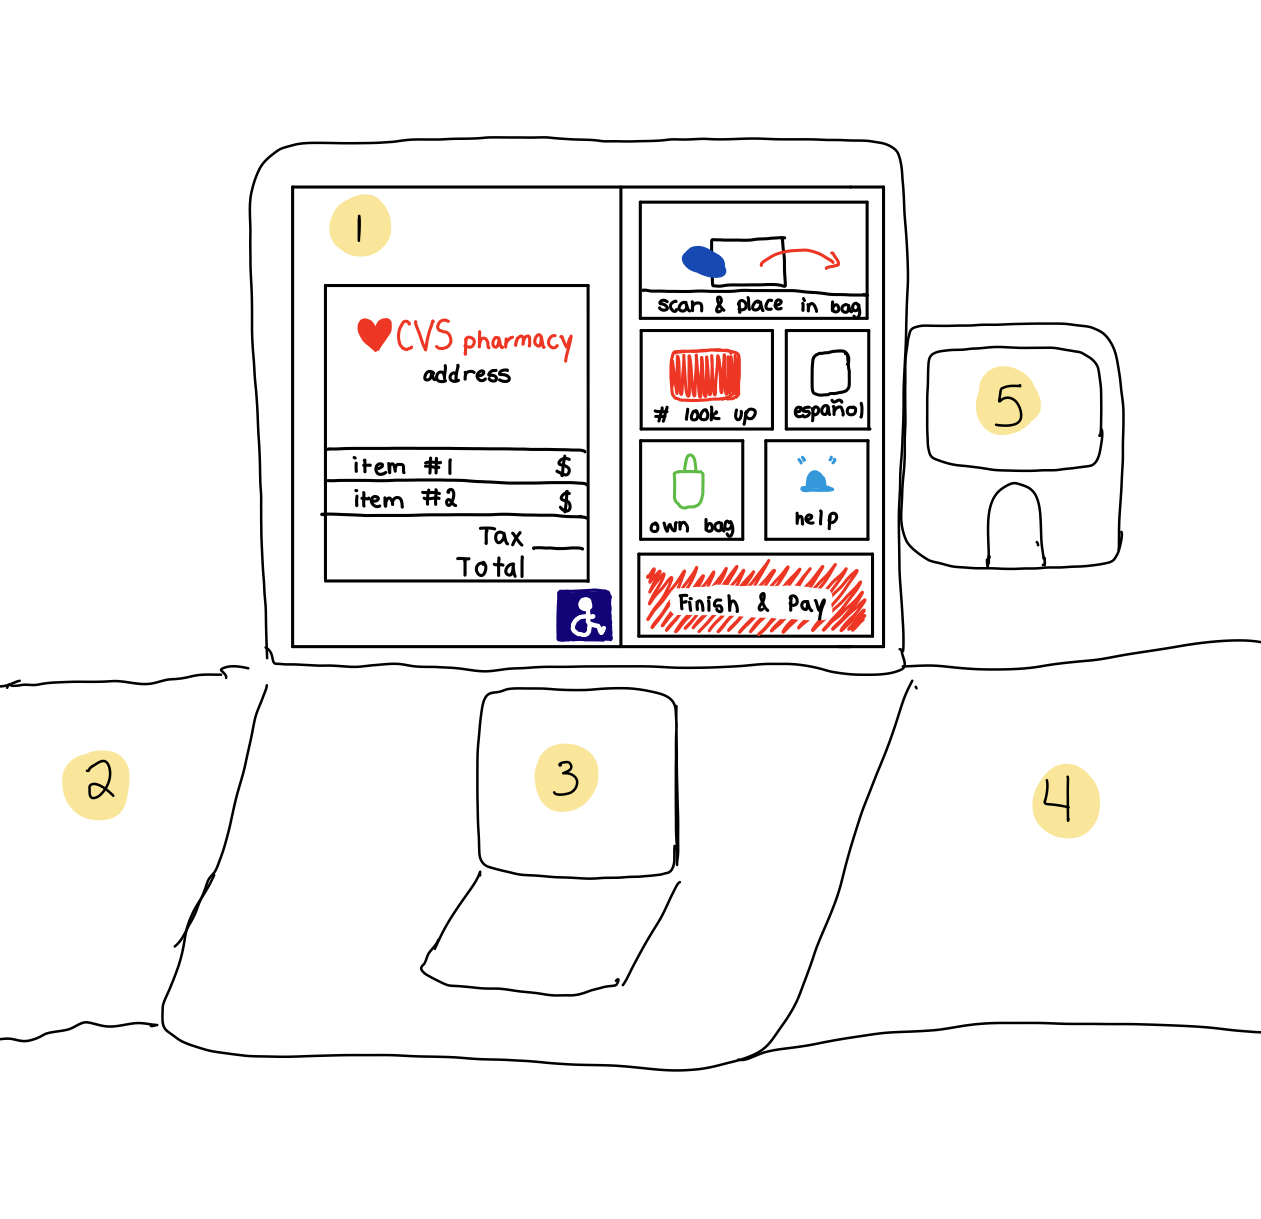 1
CVS pharmacy
address
item #1 $
item #2 $
Tax
Total
scan & place in bag
# look up
español
own bag
help
Finish & Pay
5
2
3
4